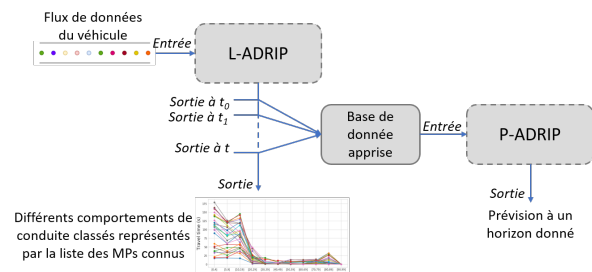 Flux de données
du véhicule
Entrée
L-ADRIP
Sortie à t0
Sortie à t1
Sortie à t
Base de
donnée
apprise
Entrée
P-ADRIP
Sortie
Prévision à un
horizon donné
Sortie
Différents comportements de
conduite classés représentés
par la liste des MPs connus